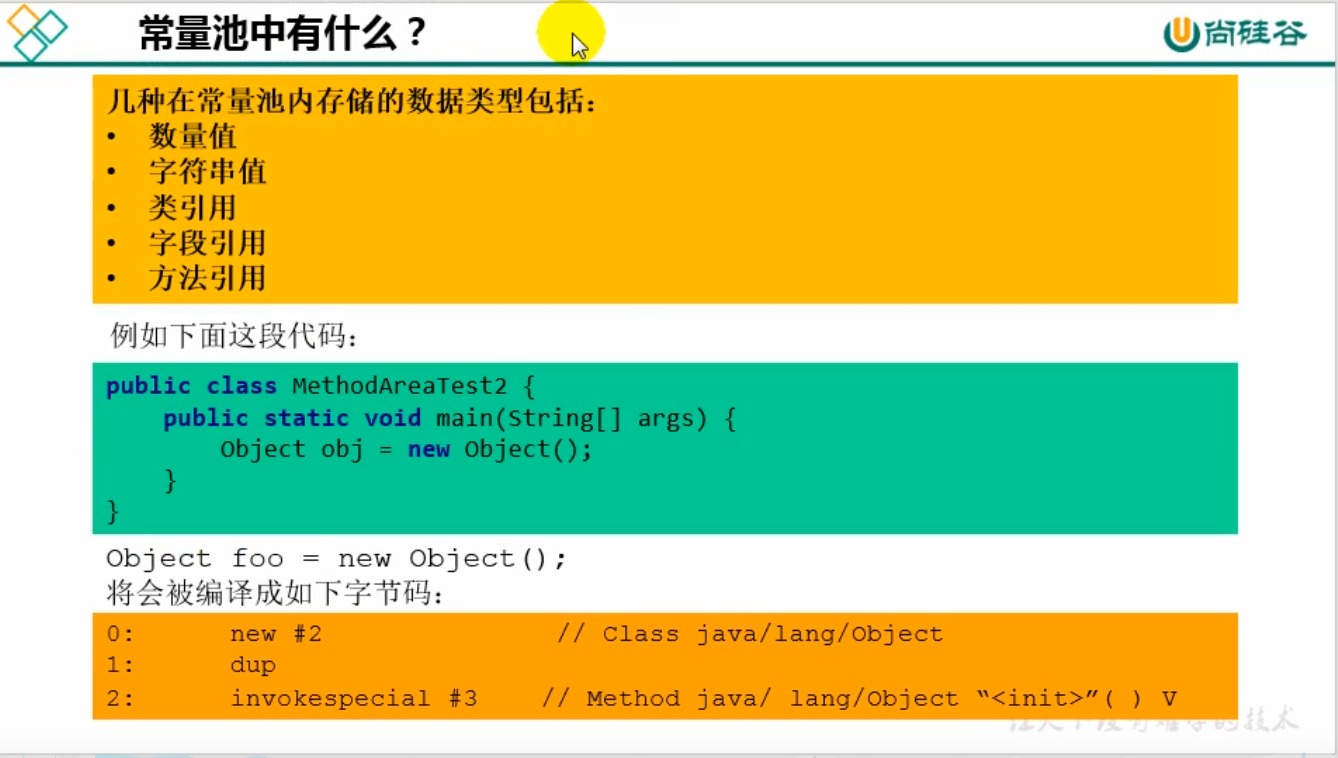 常量池中有什么？
尚硅谷
几种在常量池内存储的数据类型包括：
• 数量值
• 字符串值
• 类引用
• 字段引用
• 方法引用
例如下面这段代码：
public class MethodAreaTest2 {
    public static void main(String[] args) {
        Object obj = new Object();
    }
}
Object foo = new Object();
将会被编译成如下字节码：
0: new #2 // Class java/lang/Object
1: dup
2: invokespecial #3 // Method java/ lang/Object “<init>”( ) V
的技术